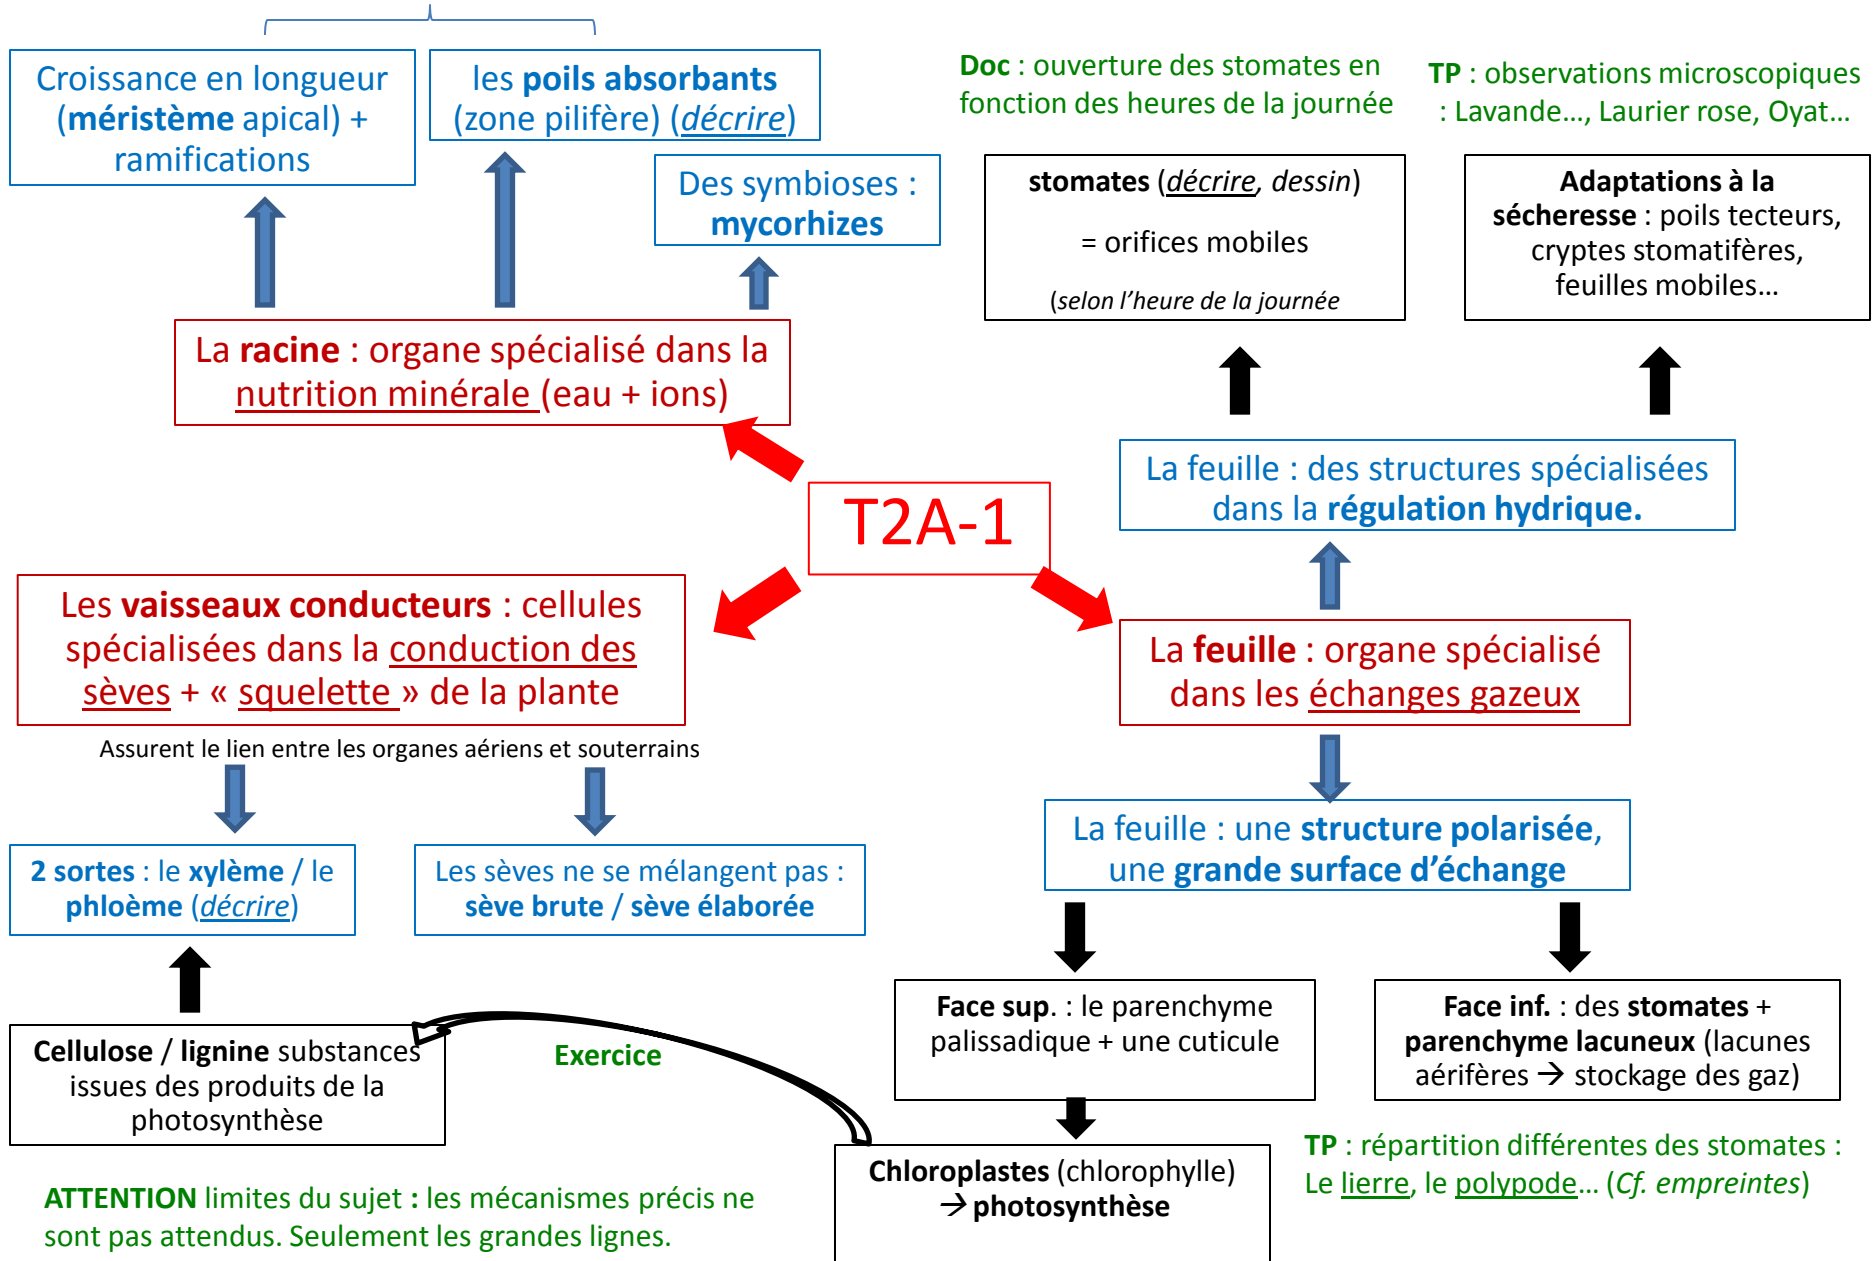 Croissance en longueur
(méristème apical) +
ramifications
les poils absorbants
(zone pilifère) (décrire)
Des symbioses :
mycorhizes
Doc : ouverture des stomates en
fonction des heures de la journée
TP : observations microscopiques
: Lavande…, Laurier rose, Oyat…
stomates (décrire, dessin)
= orifices mobiles
(selon l’heure de la journée
Adaptations à la
sécheresse : poils tecteurs,
cryptes stomatifères,
feuilles mobiles…
La racine : organe spécialisé dans la
nutrition minérale (eau + ions)
La feuille : des structures spécialisées
dans la régulation hydrique.
T2A-1
Les vaisseaux conducteurs : cellules
spécialisées dans la conduction des
sèves + « squelette » de la plante
Assurent le lien entre les organes aériens et souterrains
La feuille : organe spécialisé
dans les échanges gazeux
2 sortes : le xylème / le
phloème (décrire)
Les sèves ne se mélangent pas :
sève brute / sève élaborée
La feuille : une structure polarisée,
une grande surface d’échange
Cellulose / lignine substances
issues des produits de la
photosynthèse
Exercice
Face sup. : le parenchyme
palissadique + une cuticule
Face inf. : des stomates +
parenchyme lacuneux (lacunes
aérifères → stockage des gaz)
Chloroplastes (chlorophylle)
→ photosynthèse
TP : répartition différentes des stomates :
Le lierre, le polypode… (Cf. empreintes)
ATTENTION limites du sujet : les mécanismes précis ne
sont pas attendus. Seulement les grandes lignes.